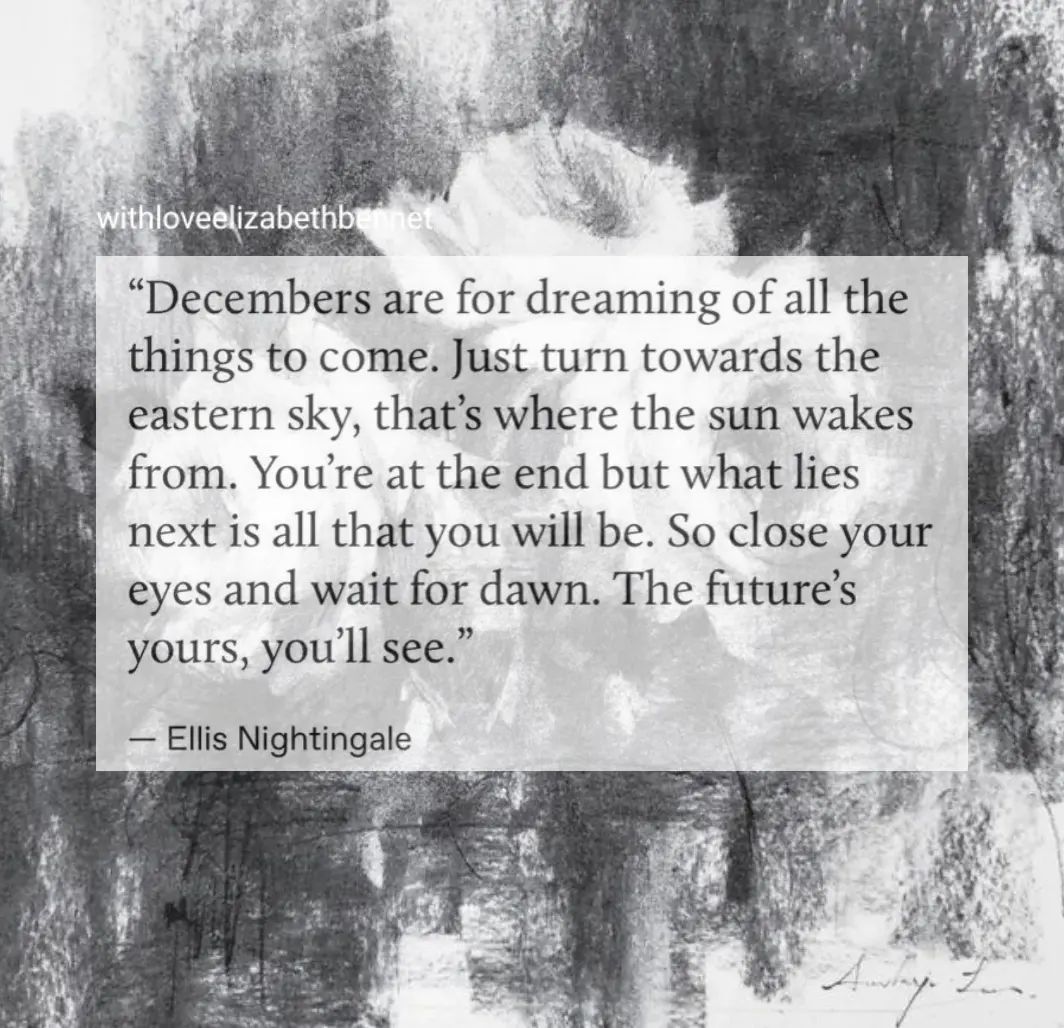 withloveelizabethbennet
“Decembers are for dreaming of all the
things to come. Just turn towards the
eastern sky, that’s where the sun wakes
from. You’re at the end but what lies
next is all that you will be. So close your
eyes and wait for dawn. The future’s
yours, you’ll see.”
— Ellis Nightingale